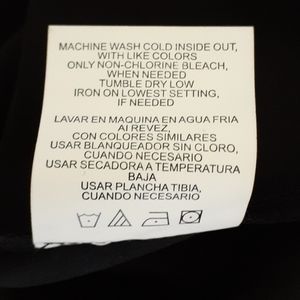 MACHINE WASH COLD INSIDE OUT,
WITH LIKE COLORS
ONLY NON-CHLORINE BLEACH,
WHEN NEEDED
TUMBLE DRY LOW
IRON ON LOWEST SETTING,
IF NEEDED
LAVAR EN MAQUINA EN AGUA FRIA
AI REVEZ,
CON COLORES SIMILARES
USAR BLANQUEADOR SIN CLORO,
CUANDO NECESARIO
USAR SECADORA A TEMPERATURA
BAJA
USAR PLANCHA TIBIA,
CUANDO NECESARIO